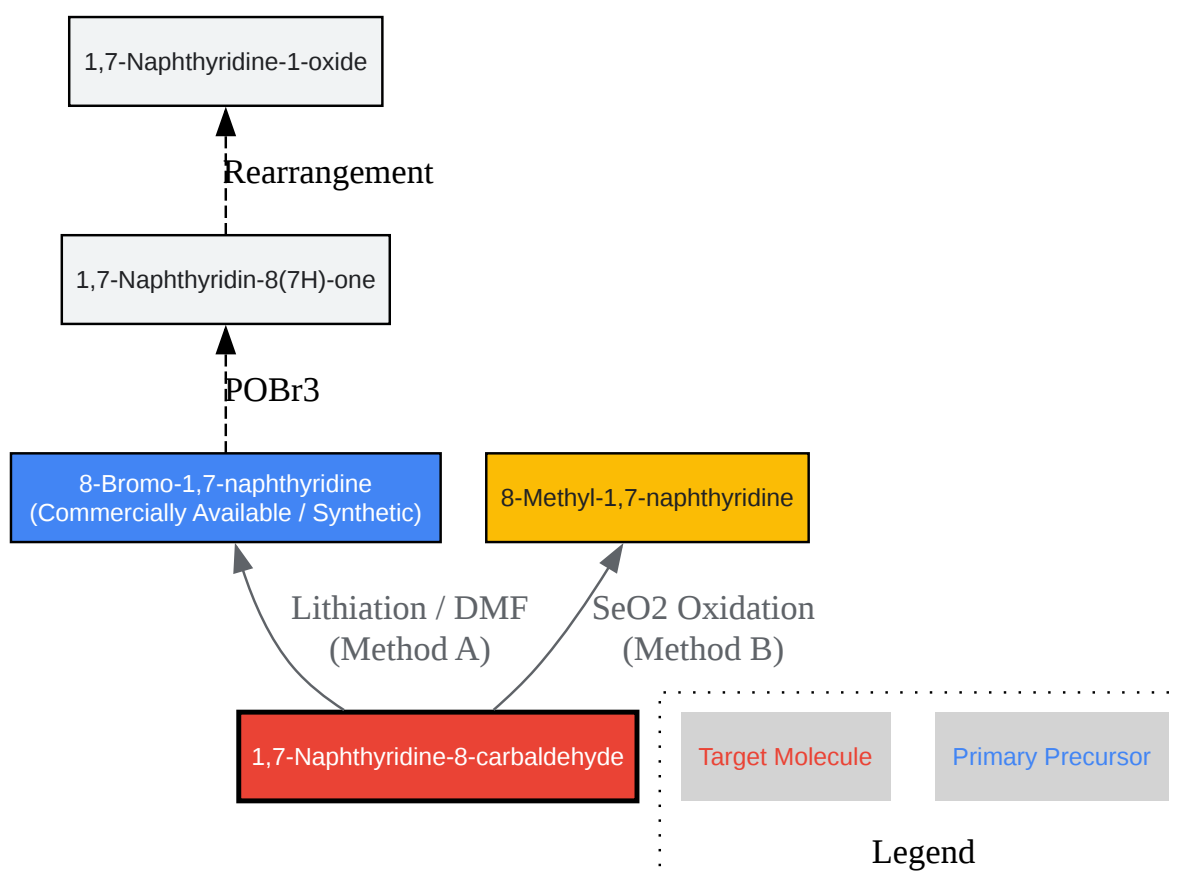 1,7-Naphthyridine-1-oxide
Rearrangement
1,7-Naphthyridin-8(7H)-one
POBr3
8-Bromo-1,7-naphthyridine
(Commercially Available / Synthetic)
8-Methyl-1,7-naphthyridine
Lithiation / DMF
(Method A)
SeO2 Oxidation
(Method B)
1,7-Naphthyridine-8-carbaldehyde
Target Molecule
Primary Precursor
Legend